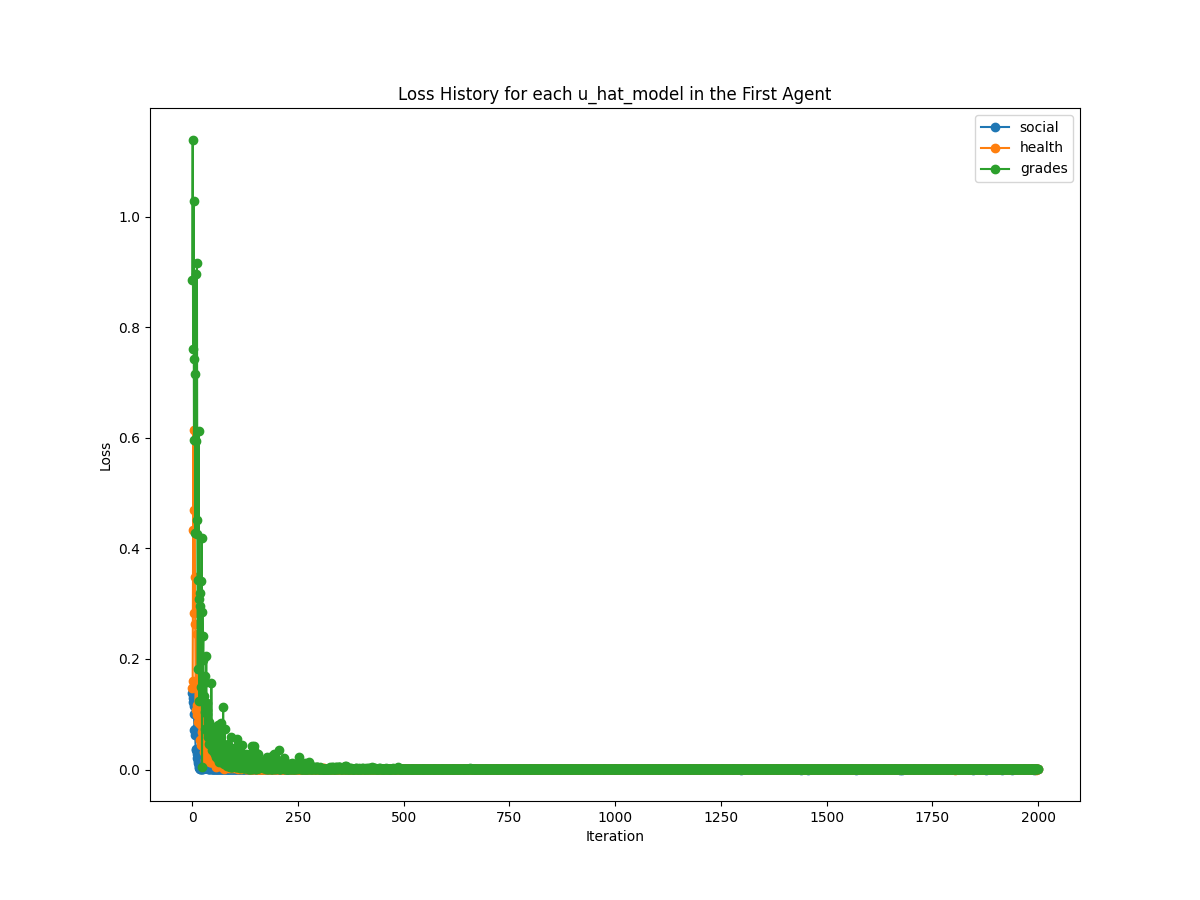 Loss History for each u_hat_model in the First Agent
social
health
grades
1.0
0.8
0.6
0.4
0.2
0.0
Loss
0 250 500 750 1000 1250 1500 1750 2000
Iteration